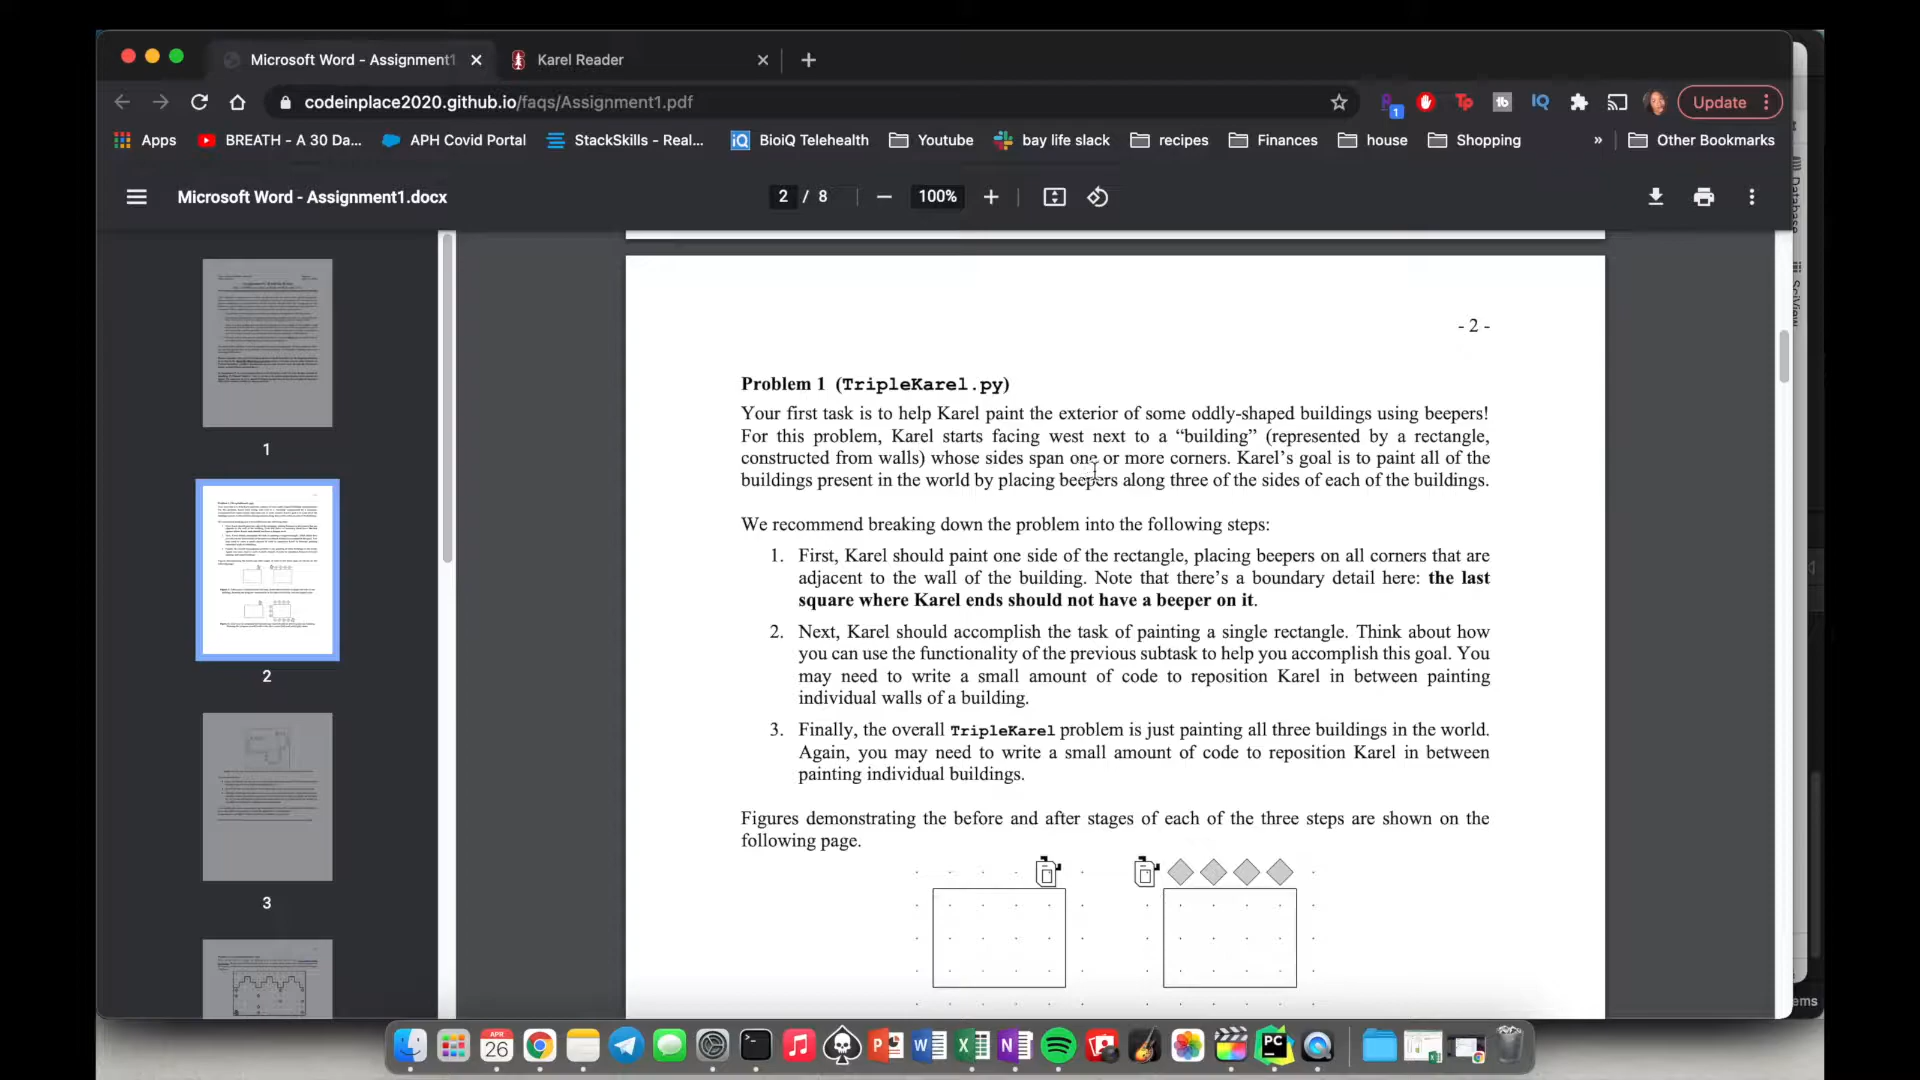 Microsoft Word - Assignment1
Karel Reader
codeinplace2020.github.io/faqs/Assignment1.pdf
Update
Apps
BREATH - A 30 Da...
APH Covid Portal
StackSkills - Real...
BioiQ Telehealth
Youtube
bay life slack
recipes
Finances
house
Shopping
»
Other Bookmarks
Microsoft Word - Assignment1.docx
2 / 8
100%
Database
SciView
1
2
3
- 2 -
Problem 1 (TripleKarel.py)
Your first task is to help Karel paint the exterior of some oddly-shaped buildings using beepers!
For this problem, Karel starts facing west next to a “building” (represented by a rectangle,
constructed from walls) whose sides span one or more corners. Karel’s goal is to paint all of the
buildings present in the world by placing beepers along three of the sides of each of the buildings.
We recommend breaking down the problem into the following steps:
1. First, Karel should paint one side of the rectangle, placing beepers on all corners that are
adjacent to the wall of the building. Note that there’s a boundary detail here: the last
square where Karel ends should not have a beeper on it.
2. Next, Karel should accomplish the task of painting a single rectangle. Think about how
you can use the functionality of the previous subtask to help you accomplish this goal. You
may need to write a small amount of code to reposition Karel in between painting
individual walls of a building.
3. Finally, the overall TripleKarel problem is just painting all three buildings in the world.
Again, you may need to write a small amount of code to reposition Karel in between
painting individual buildings.
Figures demonstrating the before and after stages of each of the three steps are shown on the
following page.
ems
APR
26
PC